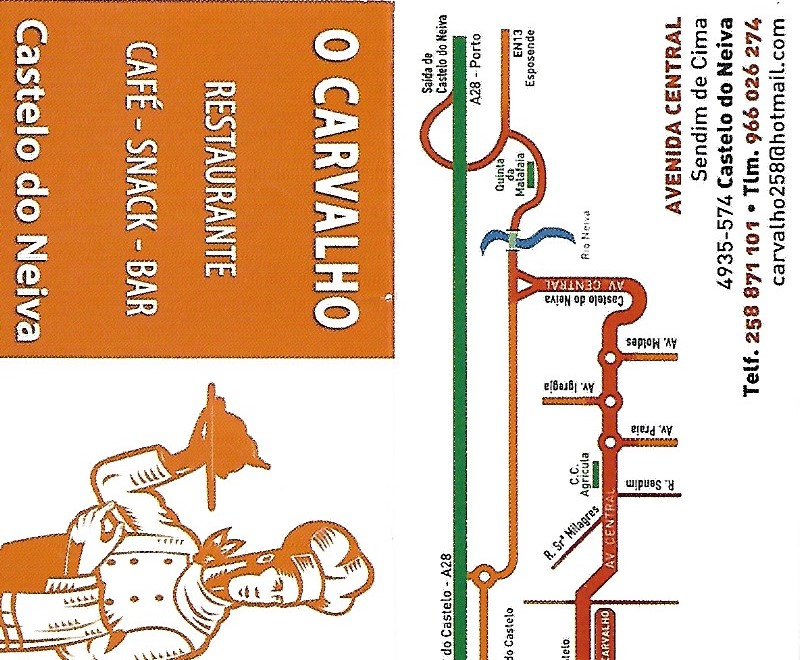 O CARVALHO
RESTAURANTE
CAFÉ - SNACK - BAR
Castelo do Neiva
AVENIDA CENTRAL
Sendim de Cima
4935-574 Castelo do Neiva
Telf. 258 871 101 • Tlm. 966 026 274
carvalho258@hotmail.com
Saída de
Castelo do Neiva
A28 - Porto
EN13
Esposende
Quinta
da
Malafaia
Rio Neiva
AV. CENTRAL
Castelo do Neiva
Av. Moldes
Av. Igregja
Av. Praia
C.C.
Agrícula
R. Sendim
R. Srª Milagres
AV. CENTRAL
do Castelo - A28
do Castelo
CARVALHO